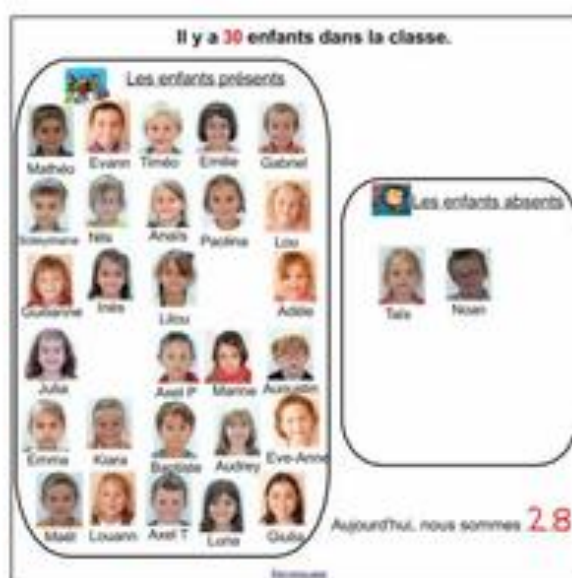 Il y a 30 enfants dans la classe.
Les enfants présents
Mathéo Evann Timéo Emilie Gabriel
Souleymane Nils Anaïs Paolina Lou
Inès Lilou Adèle
Julia Axel P Marine Augustin
Emma Kiara Baptiste Audrey Eve-Anne
Maël Louann Axel T Luna Giulia
Les enfants absents
Taïs Noan
Aujourd'hui, nous sommes 28